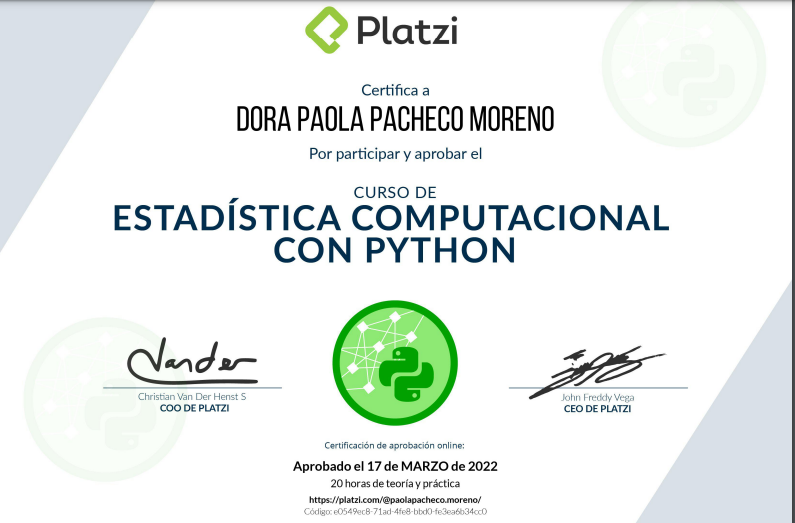 Platzi
Certifica a
DORA PAOLA PACHECO MORENO
Por participar y aprobar el
CURSO DE
ESTADÍSTICA COMPUTACIONAL
CON PYTHON
Vander
Christian Van Der Henst S
COO DE PLATZI
John Freddy Vega
CEO DE PLATZI
Certificación de aprobación online:
Aprobado el 17 de MARZO de 2022
20 horas de teoría y práctica
https://platzi.com/@paolapacheco.moreno/
Código: e0549ec8-71ad-4fe8-bbd0-fe3ea6b34cc0